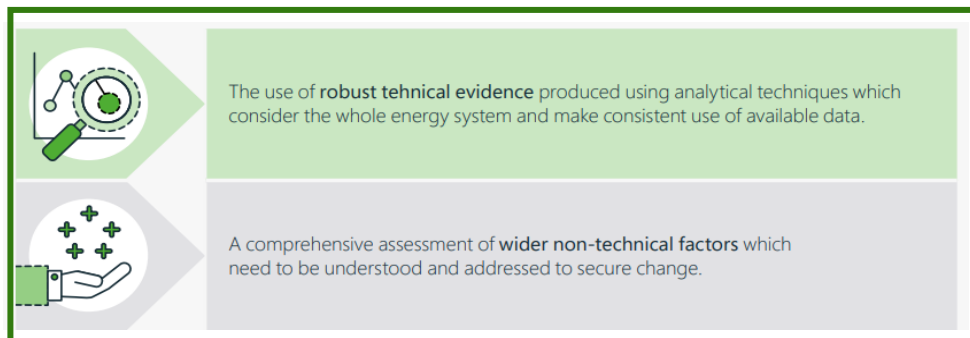 The use of robust tehnical evidence produced using analytical techniques which
consider the whole energy system and make consistent use of available data.
A comprehensive assessment of wider non-technical factors which
need to be understood and addressed to secure change.